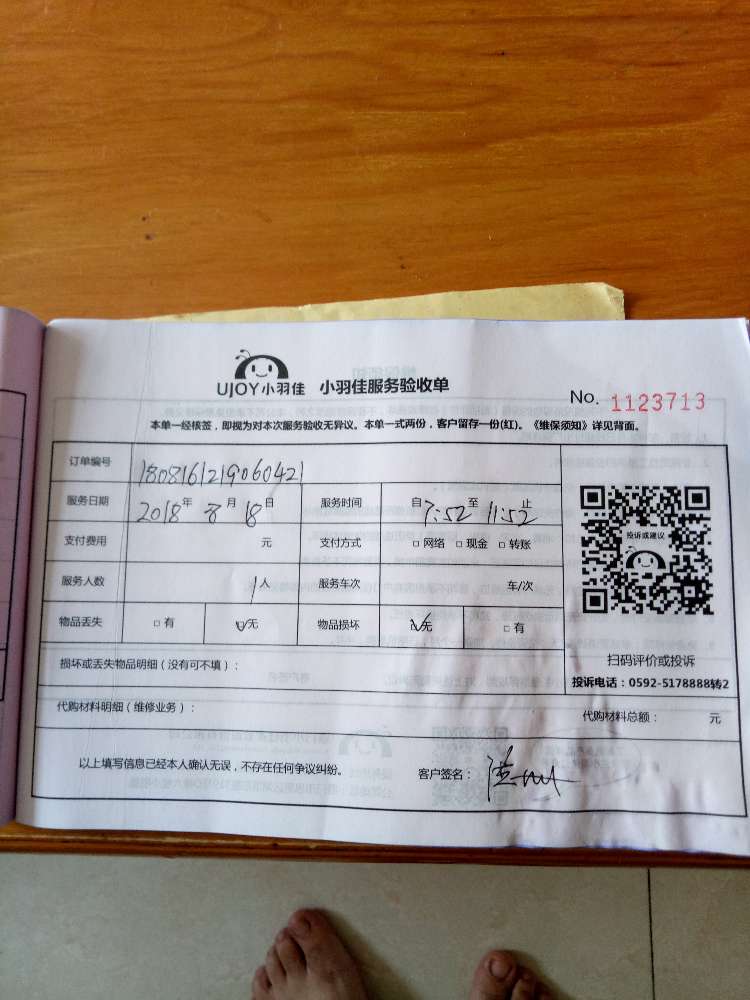 UJOY小羽佳 小羽佳服务验收单 No. 1123713
本单一经核签，即视为对本次服务验收无异议。本单一式两份，客户留存一份(红)。《维保须知》详见背面。
订单编号 1808161219060421
服务日期 2018年 8月 18日 服务时间 自7:52至 11:52止
支付费用 元 支付方式 □ 网络 □ 现金 □ 转账
服务人数 1人 服务车次 车/次
物品丢失 □ 有 ☑无 物品损坏 ☑无 □ 有
投诉或建议
扫码评价或投诉
投诉电话：0592-5178888转2
损坏或丢失物品明细（没有可不填）：
代购材料明细（维修业务）： 代购材料总额： 元
以上填写信息已经本人确认无误，不存在任何争议纠纷。 客户签名：